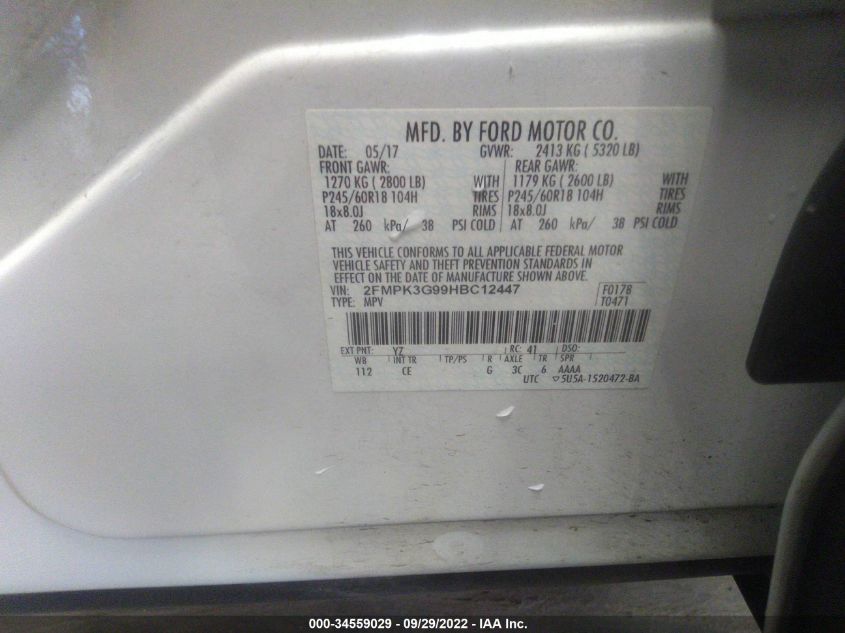 MFD. BY FORD MOTOR CO.
DATE: 05/17 GVWR: 2413 KG ( 5320 LB)
FRONT GAWR: REAR GAWR:
1270 KG ( 2800 LB) WITH 1179 KG ( 2600 LB) WITH
P245/60R18 104H TIRES P245/60R18 104H TIRES
18x8.0J RIMS 18x8.0J RIMS
AT 260 kPa/ 38 PSI COLD AT 260 kPa/ 38 PSI COLD
THIS VEHICLE CONFORMS TO ALL APPLICABLE FEDERAL MOTOR
VEHICLE SAFETY AND THEFT PREVENTION STANDARDS IN
EFFECT ON THE DATE OF MANUFACTURE SHOWN ABOVE.
VIN: 2FMPK3G99HBC12447 F0178
TYPE: MPV T0471
EXT PNT: YZ RC: 41 DSO:
WB INT TR TP/PS R AXLE TR SPR
112 CE G 3C 6 AAAA
UTC ▽5U5A-1520472-BA
000-34559029 - 09/29/2022 - IAA Inc.